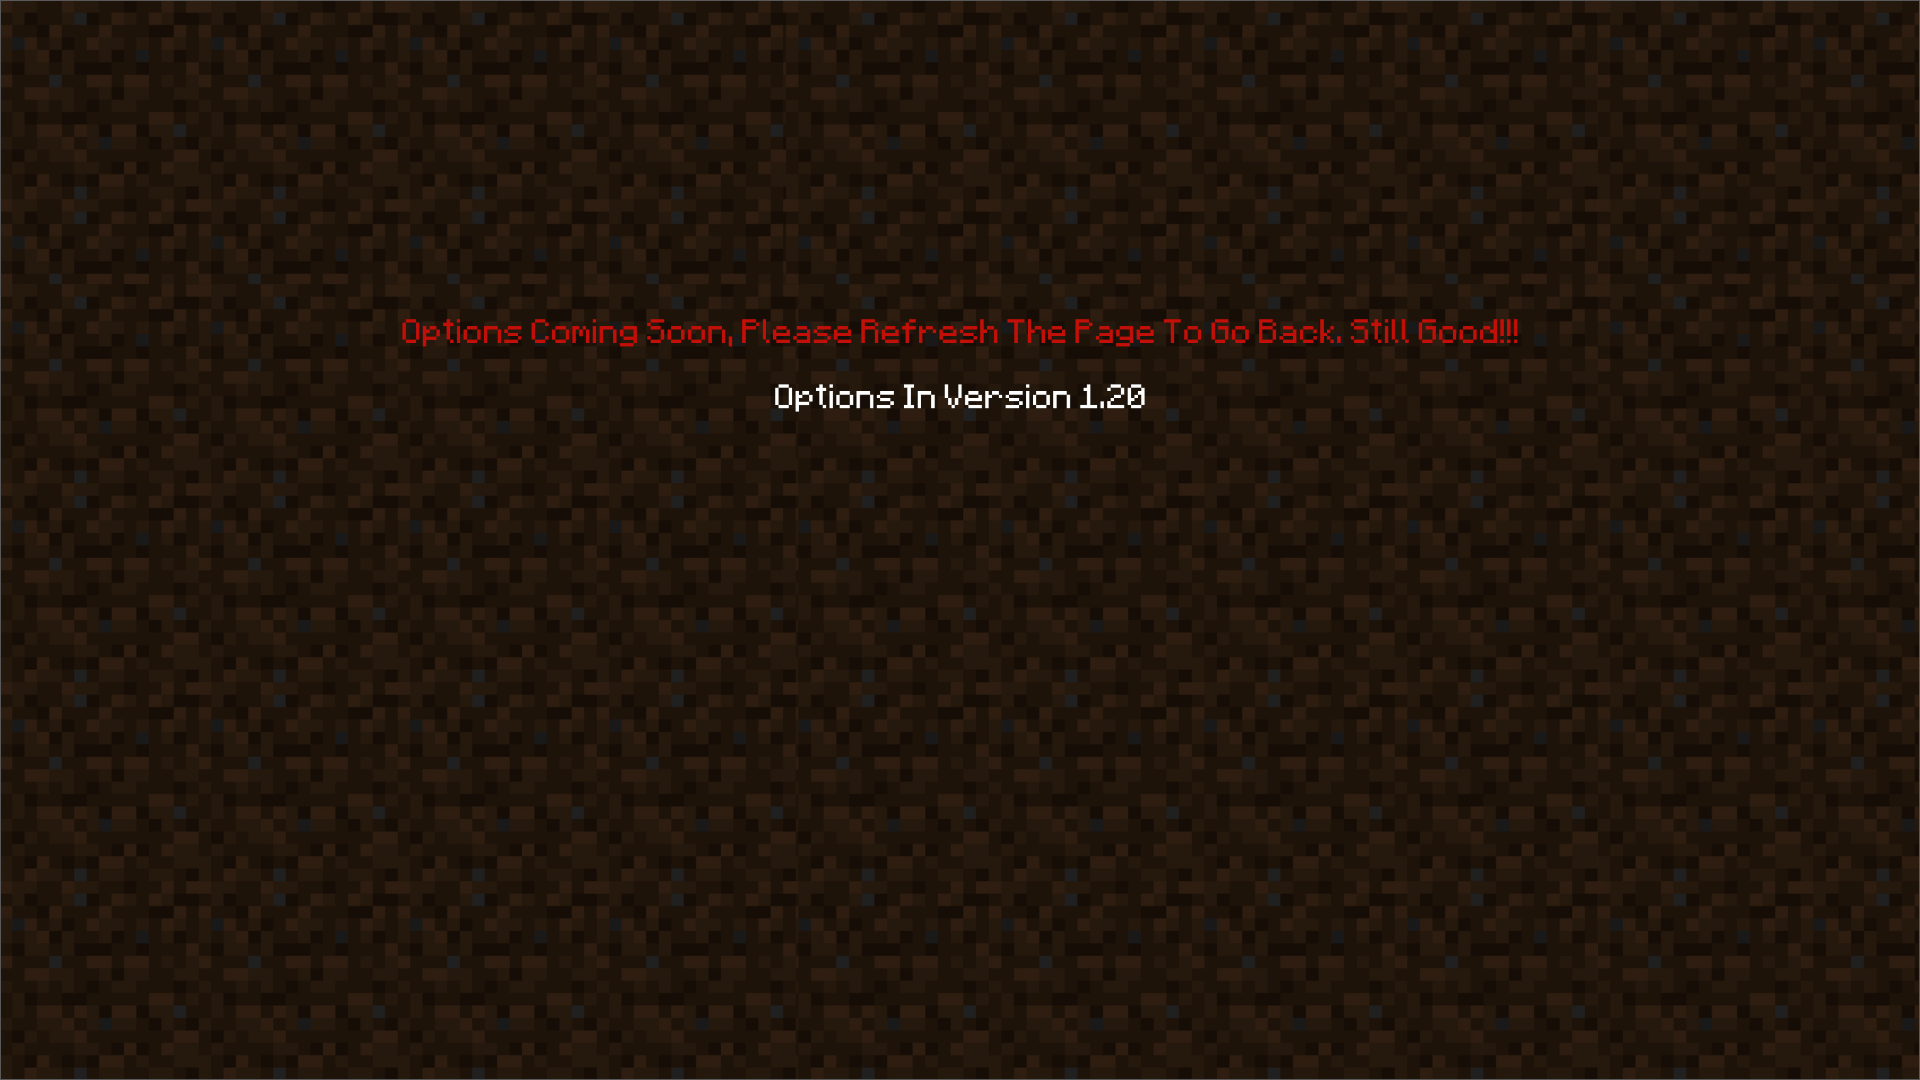 Options Coming Soon, Please Refresh The Page To Go Back. Still Good!!!
Options In Version 1.20